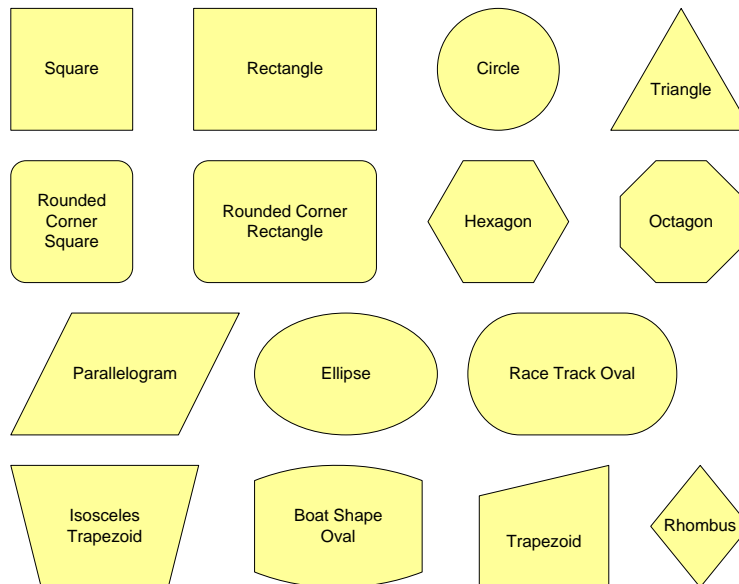 Square
Rectangle
Circle
Triangle
Rounded
Corner
Square
Rounded Corner
Rectangle
Hexagon
Octagon
Parallelogram
Ellipse
Race Track Oval
Isosceles
Trapezoid
Boat Shape
Oval
Trapezoid
Rhombus